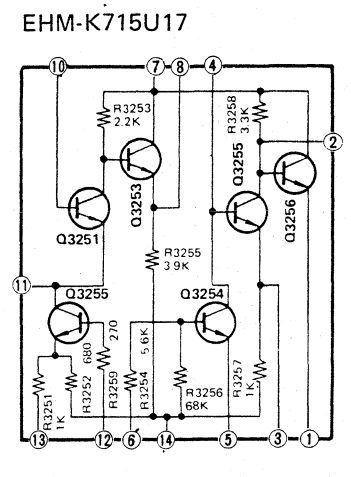 EHM-K715U17
10
7
8
4
R3253
2.2K
R3258
3.3K
2
Q3253
Q3255
Q3256
Q3251
R3255
3.9K
11
Q3255
Q3254
270
680
5.6K
R3251
1K
R3252
R3259
R3254
R3256
68K
R3257
1K
13
12
6
14
5
3
1